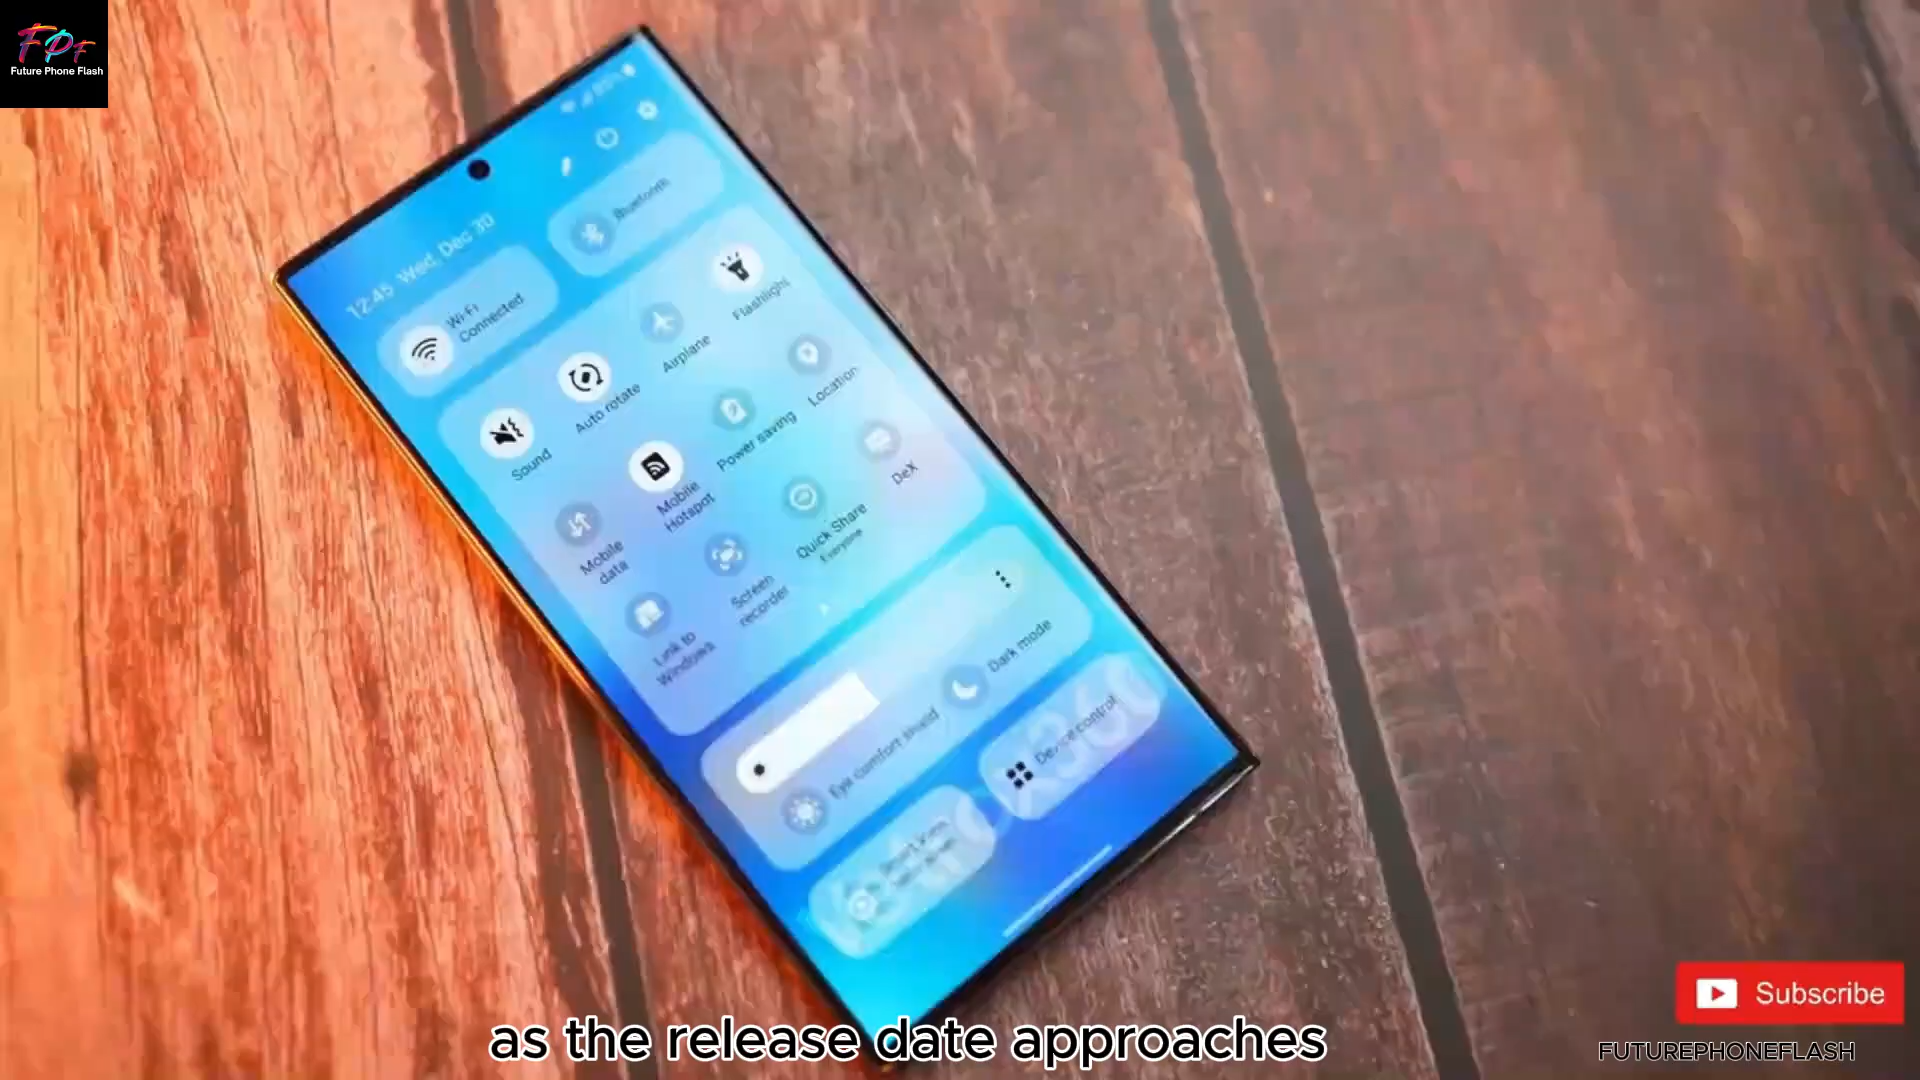 FPF
Future Phone Flash
12:45 Wed, Dec 30
Wi-Fi
Connected
Bluetooth
Sound
Auto rotate
Airplane
Flashlight
Mobile
data
Mobile
Hotspot
Power saving
Location
Link to
Windows
Screen
recorder
Quick Share
Everyone
DeX
Eye comfort shield
Dark mode
Device control
as the release date approaches
Subscribe
FUTUREPHONEFLASH